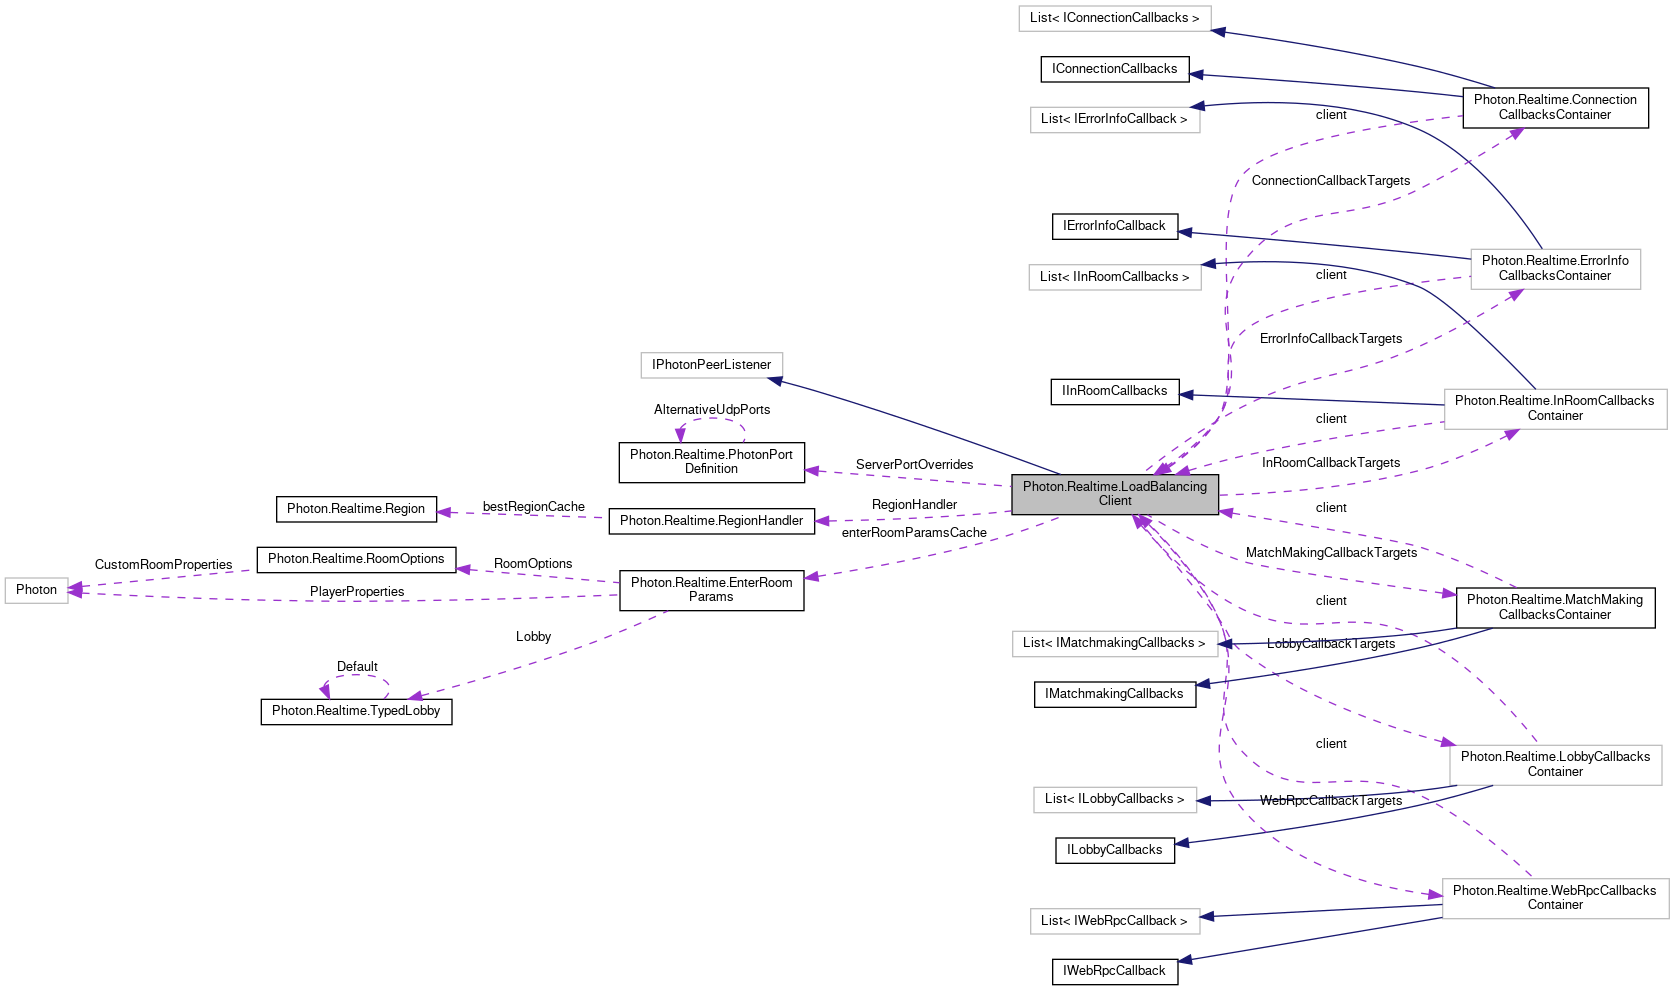 List< IConnectionCallbacks >
IConnectionCallbacks
Photon.Realtime.Connection
CallbacksContainer
List< IErrorInfoCallback >
client
ConnectionCallbackTargets
IErrorInfoCallback
Photon.Realtime.ErrorInfo
CallbacksContainer
List< IInRoomCallbacks >
client
ErrorInfoCallbackTargets
IPhotonPeerListener
IInRoomCallbacks
Photon.Realtime.InRoomCallbacks
Container
AlternativeUdpPorts
client
Photon.Realtime.PhotonPort
Definition
ServerPortOverrides
InRoomCallbackTargets
Photon.Realtime.LoadBalancing
Client
Photon.Realtime.Region
bestRegionCache
Photon.Realtime.RegionHandler
RegionHandler
client
enterRoomParamsCache
MatchMakingCallbackTargets
CustomRoomProperties
Photon.Realtime.RoomOptions
RoomOptions
Photon
PlayerProperties
Photon.Realtime.EnterRoom
Params
client
Photon.Realtime.MatchMaking
CallbacksContainer
Lobby
List< IMatchmakingCallbacks >
LobbyCallbackTargets
Default
IMatchmakingCallbacks
Photon.Realtime.TypedLobby
client
Photon.Realtime.LobbyCallbacks
Container
List< ILobbyCallbacks >
WebRpcCallbackTargets
ILobbyCallbacks
Photon.Realtime.WebRpcCallbacks
Container
List< IWebRpcCallback >
IWebRpcCallback